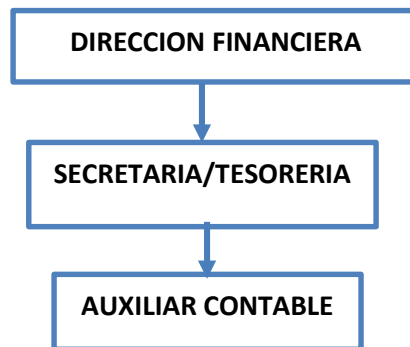 DIRECCION FINANCIERA
SECRETARIA/TESORERIA
AUXILIAR CONTABLE